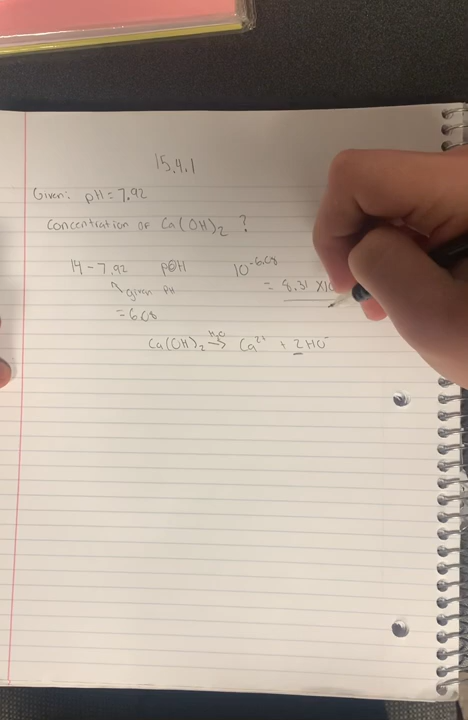 15.4.1
Given: pH = 7.92
Concentration of Ca(OH)₂ ?
14 - 7.92 pOH 10⁻⁶·⁰⁸
↖ given pH = 8.31 x10
= 6.08
Ca(OH)₂ H₂O→ Ca²⁺ + 2HO⁻